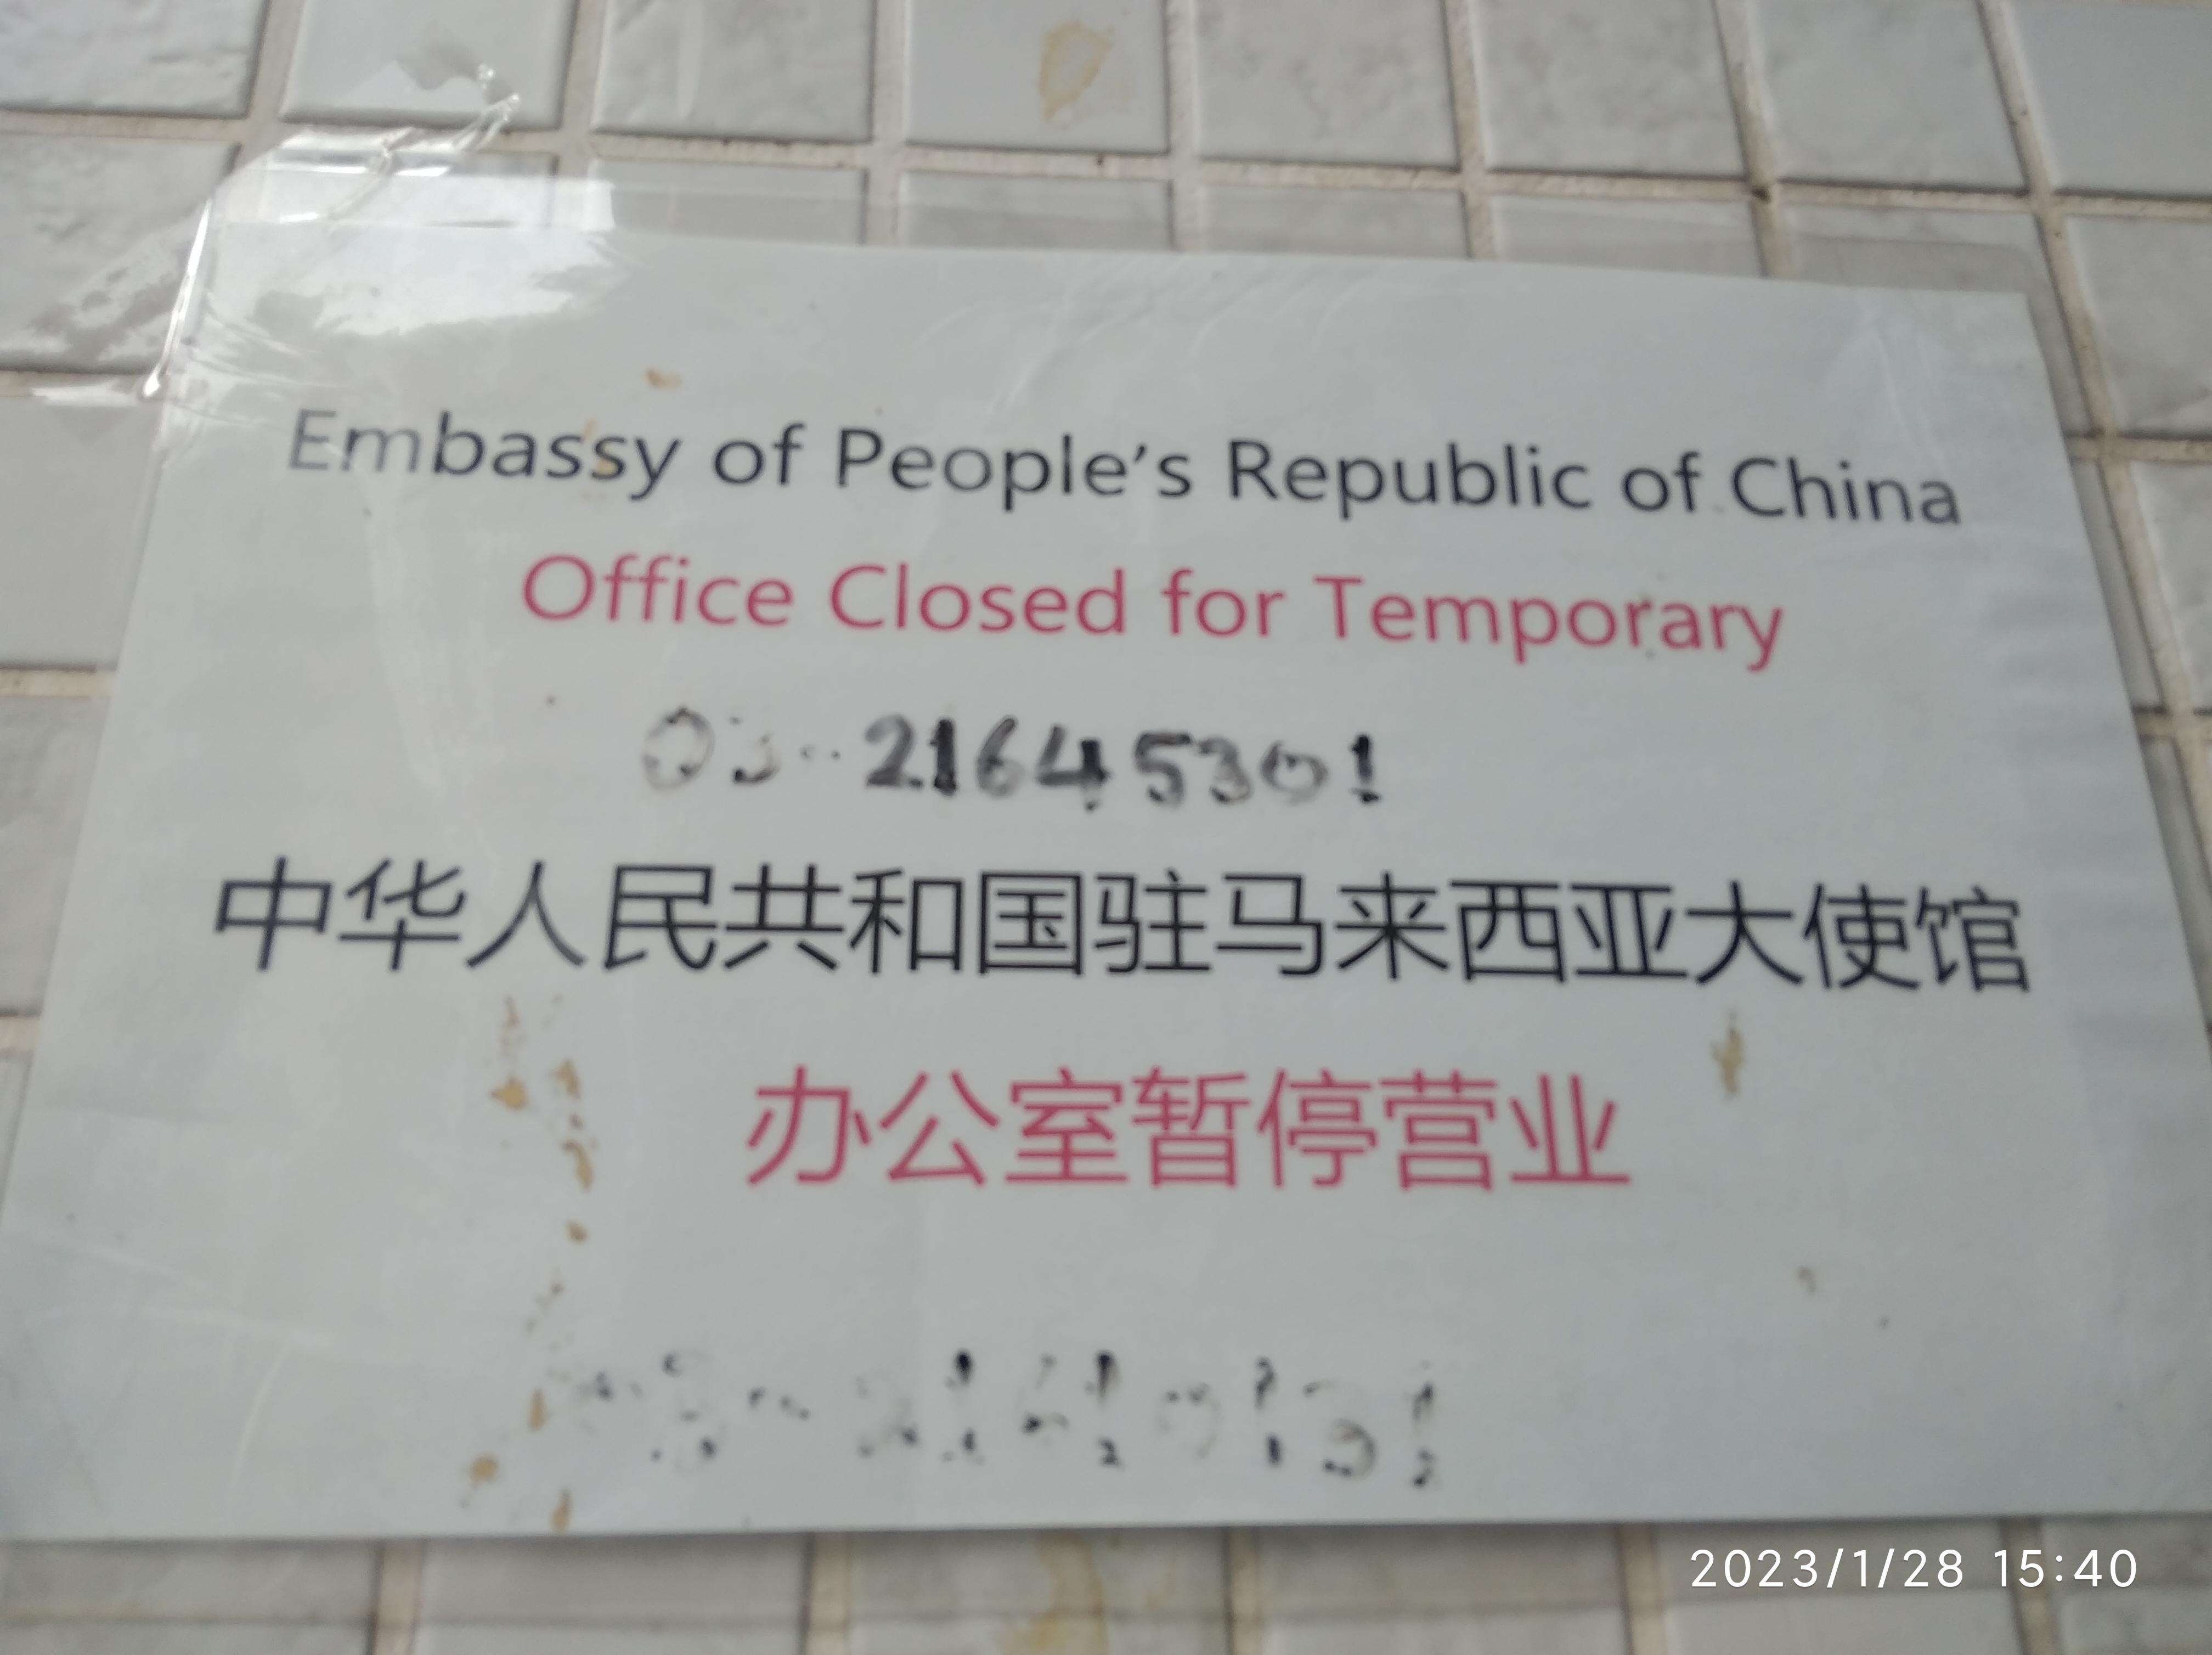 Embassy of People's Republic of China
Office Closed for Temporary
21645301
中华人民共和国驻马来西亚大使馆
办公室暂停营业
2023/1/28 15:40